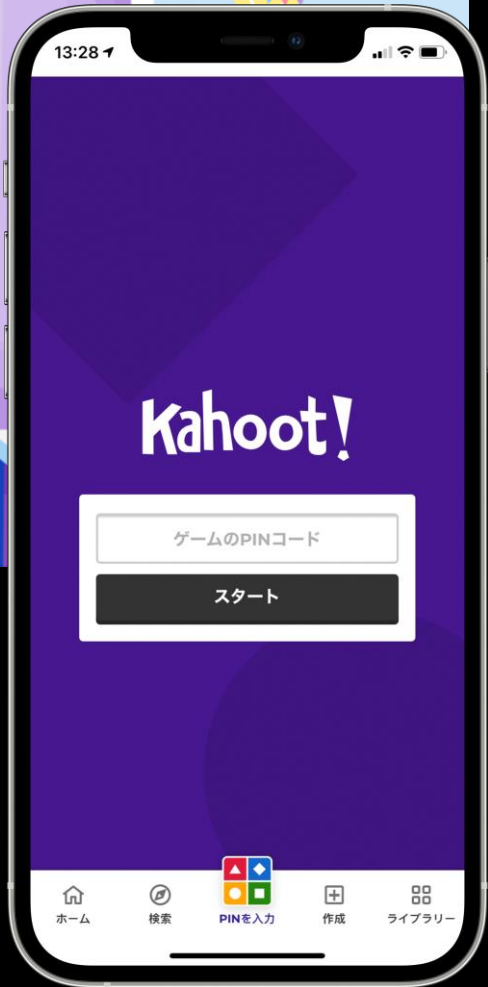 13:28
Kahoot!
ゲームのPINコード
スタート
ホーム
検索
PINを入力
作成
ライブラリー